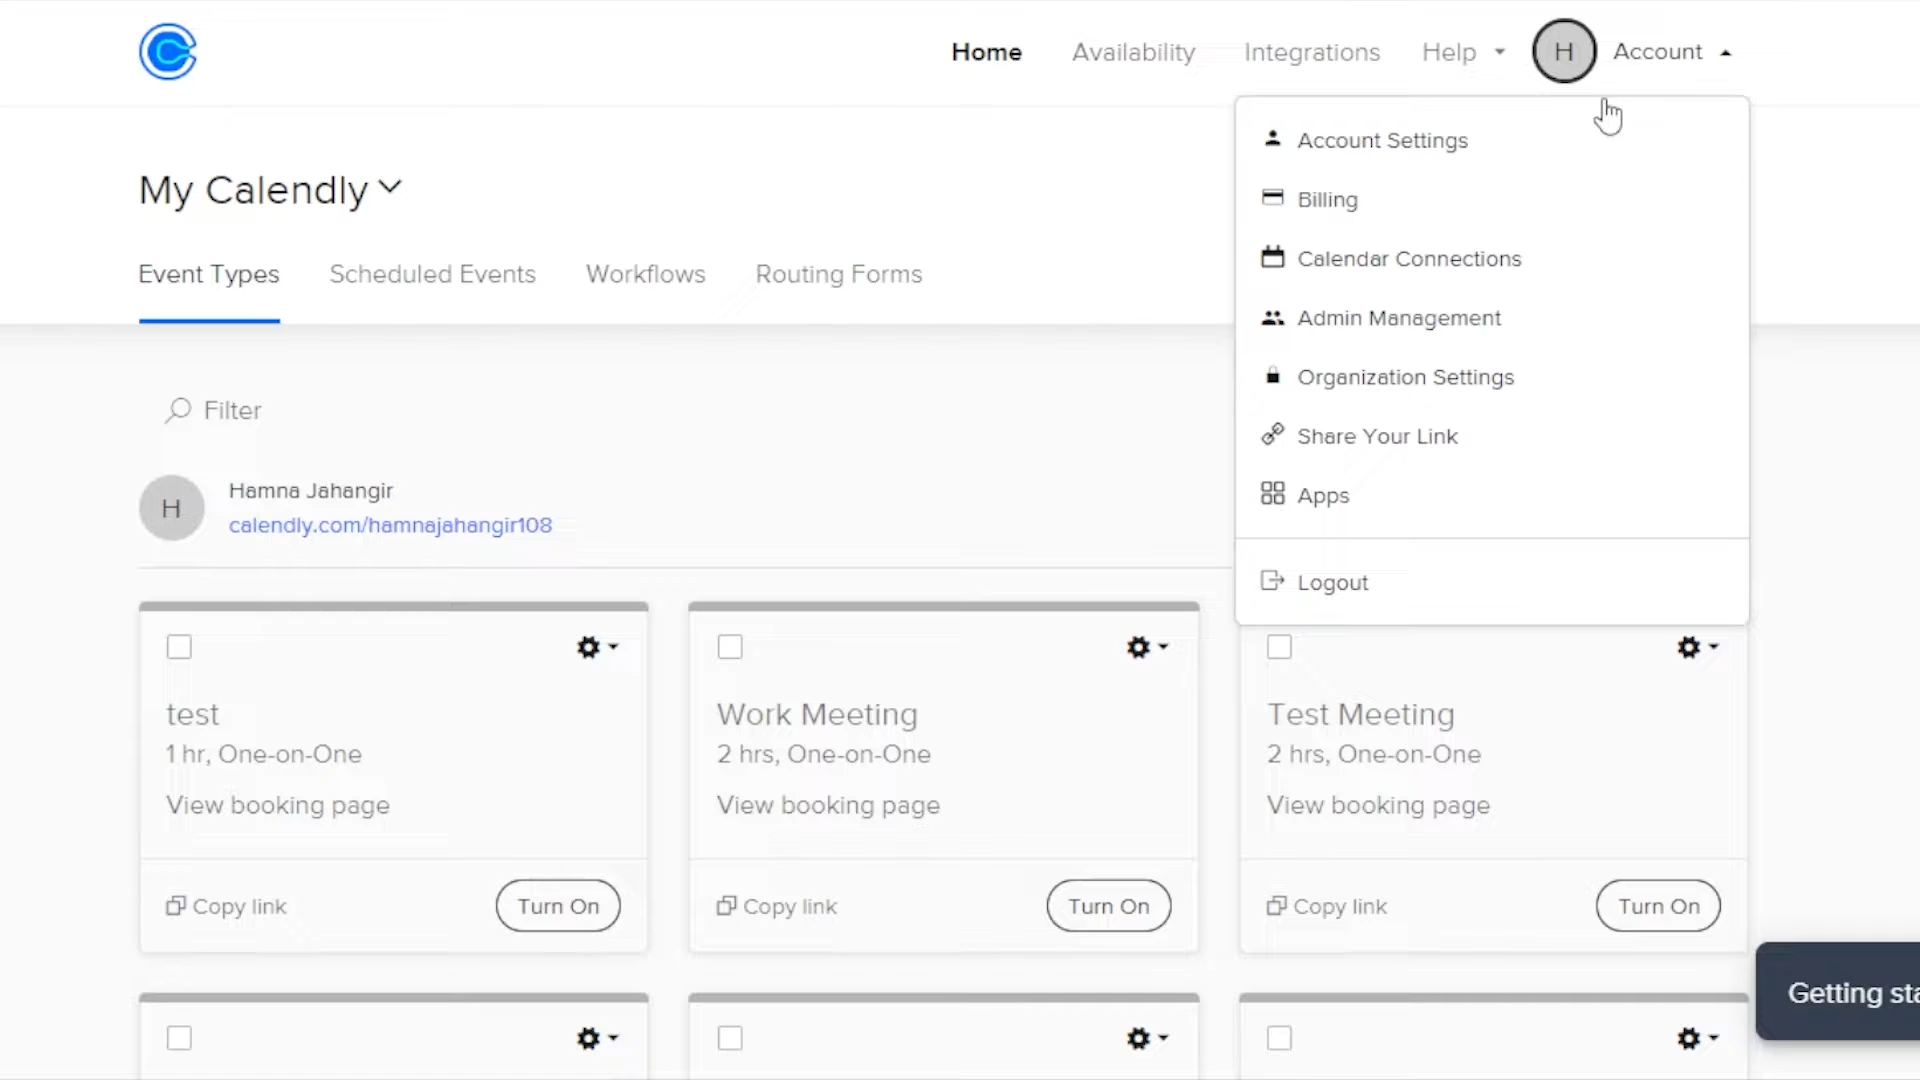 Home Availability Integrations Help H Account
Account Settings
Billing
Calendar Connections
Admin Management
Organization Settings
Share Your Link
Apps
Logout
My Calendly
Event Types Scheduled Events Workflows Routing Forms
Filter
H
Hamna Jahangir
calendly.com/hamnajahangir108
test
1 hr, One-on-One
View booking page
Copy link Turn On
Work Meeting
2 hrs, One-on-One
View booking page
Copy link Turn On
Test Meeting
2 hrs, One-on-One
View booking page
Copy link Turn On
Getting sta